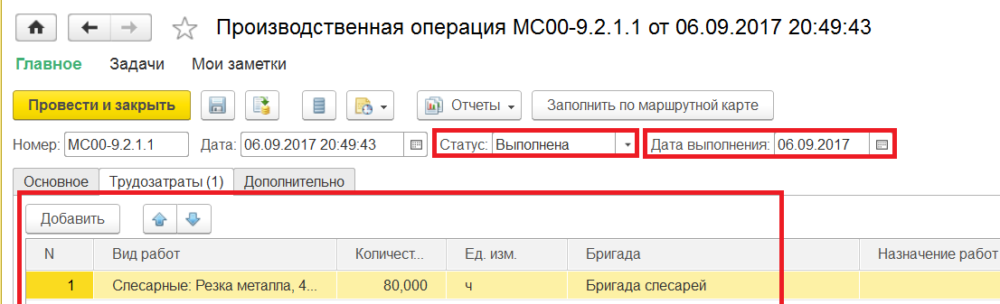 Производственная операция МС00-9.2.1.1 от 06.09.2017 20:49:43
Главное Задачи Мои заметки
Провести и закрыть Отчеты Заполнить по маршрутной карте
Номер: МС00-9.2.1.1 Дата: 06.09.2017 20:49:43 Статус: Выполнена Дата выполнения: 06.09.2017
Основное Трудозатраты (1) Дополнительно
Добавить
N Вид работ Количест... Ед. изм. Бригада Назначение работ
1 Слесарные: Резка металла, 4... 80,000 ч Бригада слесарей